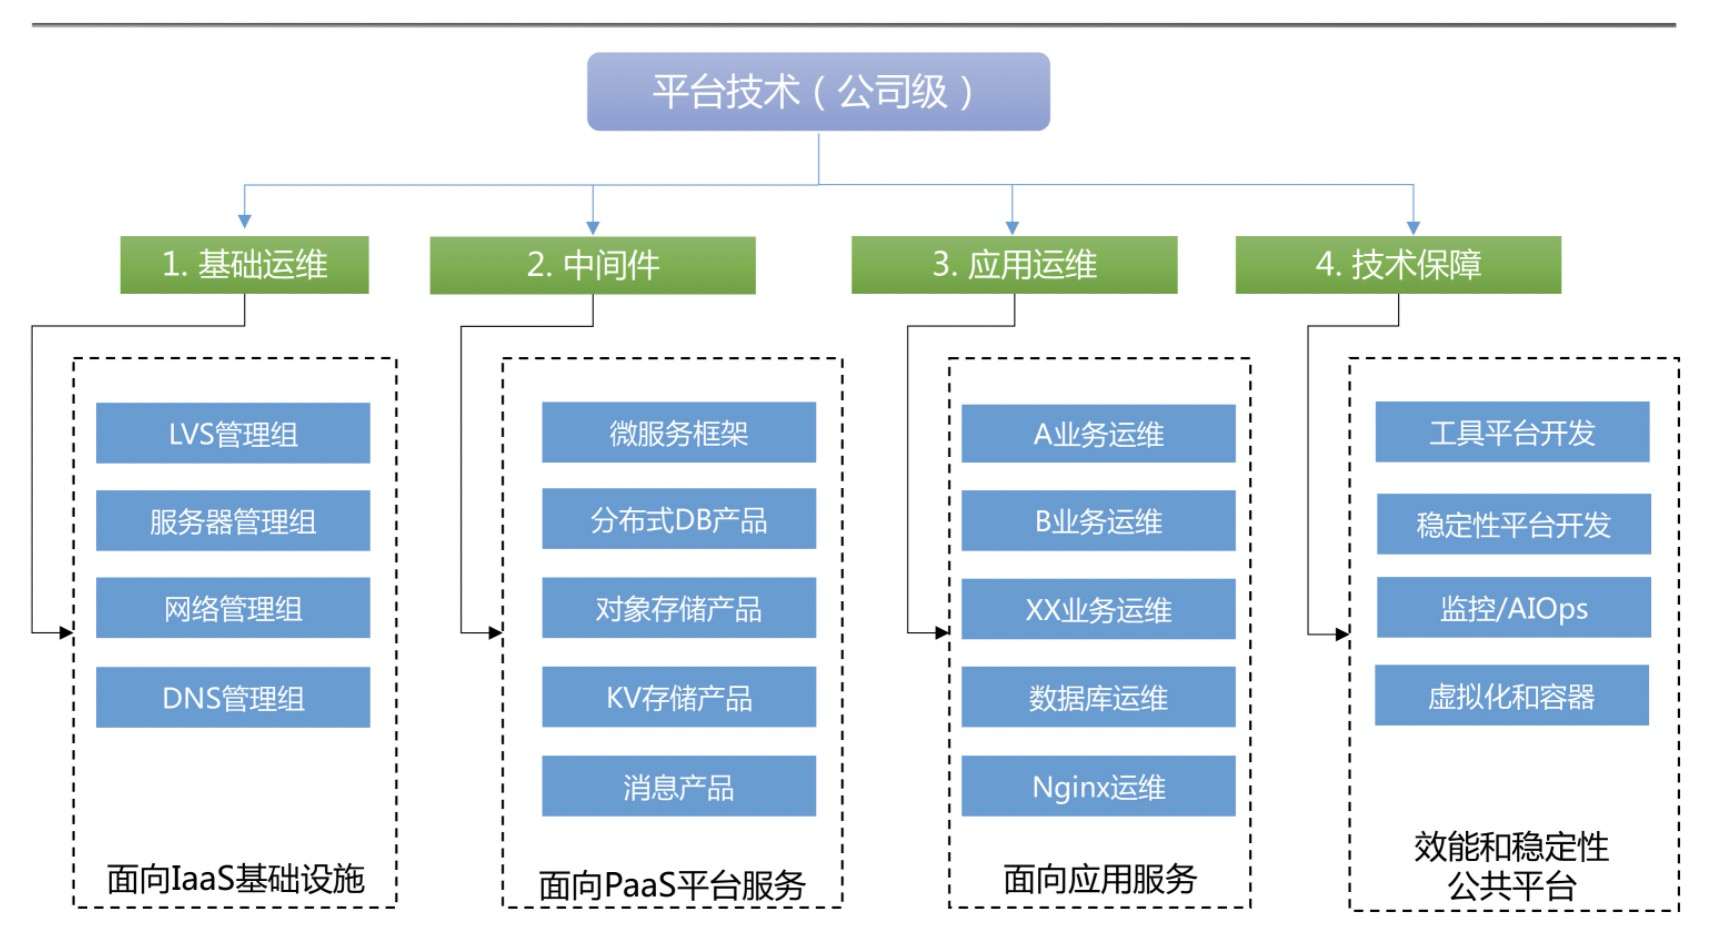 平台技术（公司级）
1. 基础运维
2. 中间件
3. 应用运维
4. 技术保障
LVS管理组
服务器管理组
网络管理组
DNS管理组
面向IaaS基础设施
微服务框架
分布式DB产品
对象存储产品
KV存储产品
消息产品
面向PaaS平台服务
A业务运维
B业务运维
XX业务运维
数据库运维
Nginx运维
面向应用服务
工具平台开发
稳定性平台开发
监控/AIOps
虚拟化和容器
效能和稳定性
公共平台